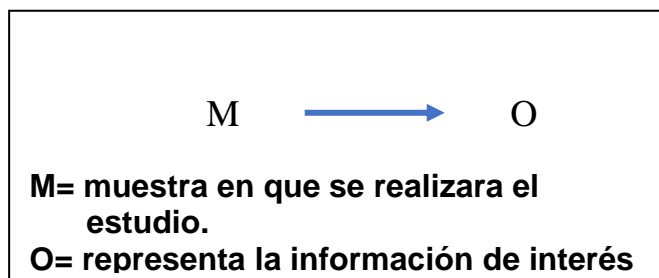 M O
M= muestra en que se realizara el
estudio.
O= representa la información de interés